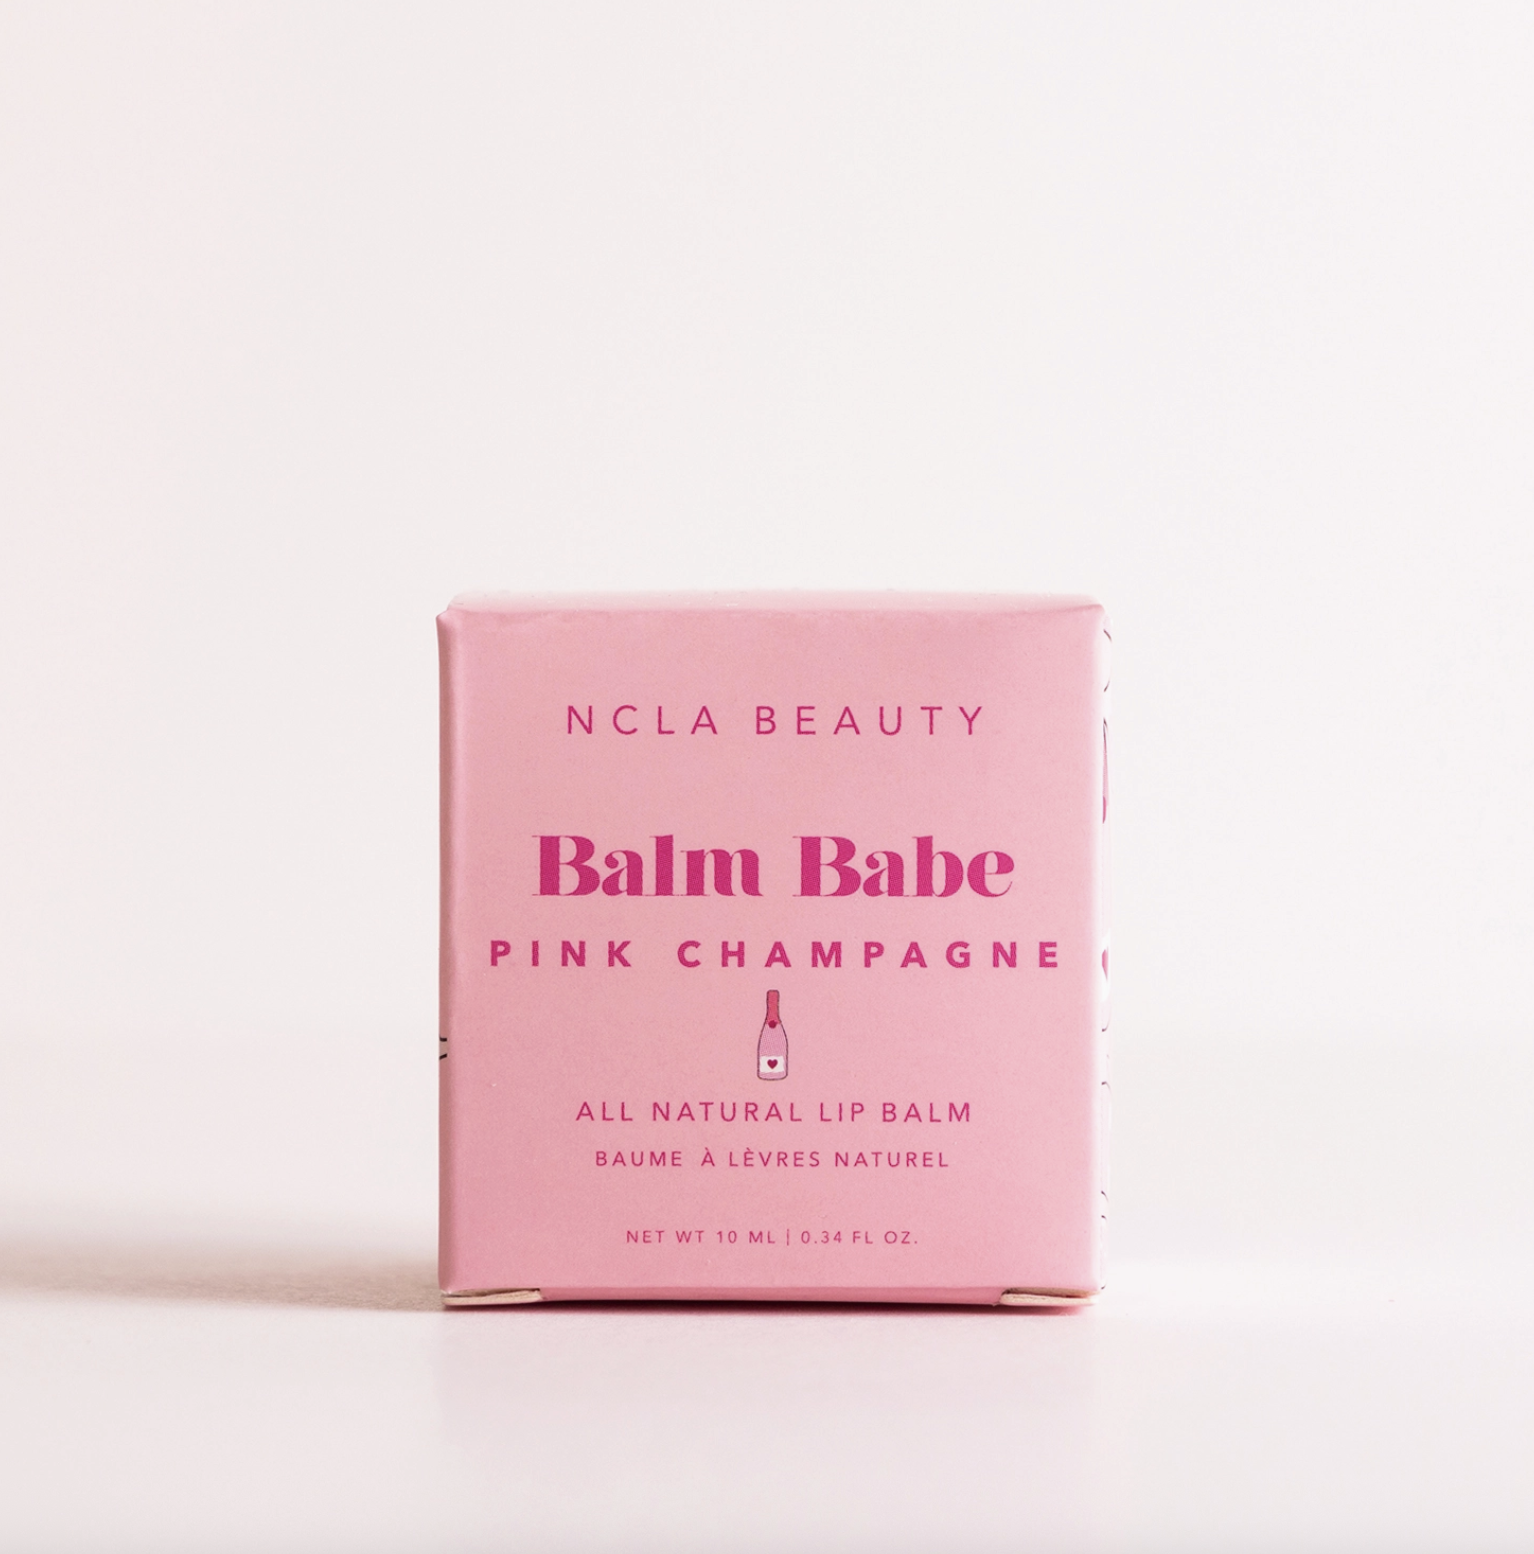 NCLA BEAUTY
Balm Babe
PINK CHAMPAGNE
ALL NATURAL LIP BALM
BAUME À LÈVRES NATUREL
NET WT 10 ML | 0.34 FL OZ.